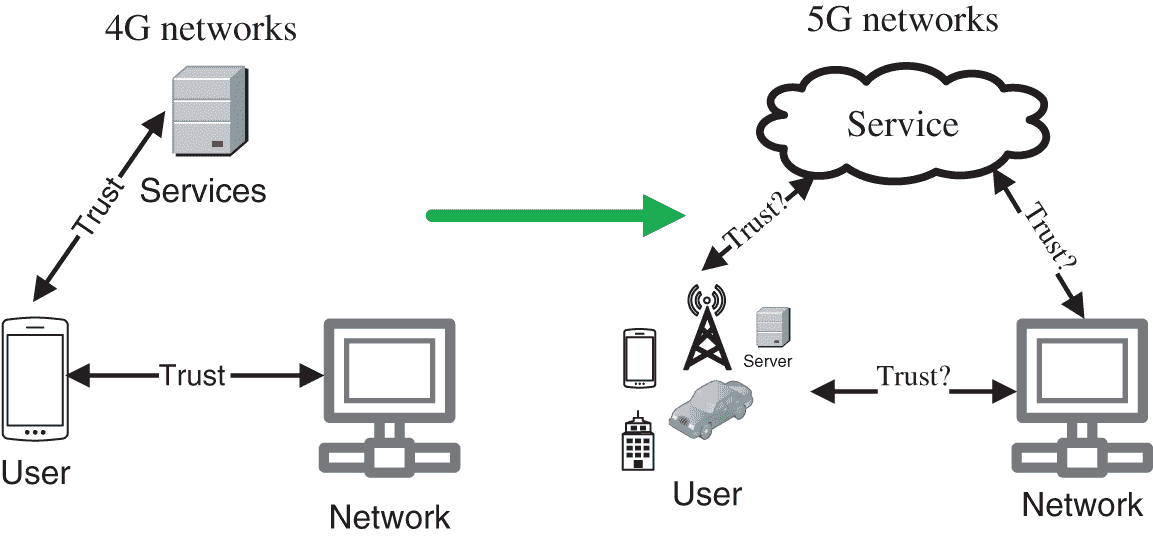 4G networks
Services
Trust
Trust
User
Network
5G networks
Service
Trust?
Trust?
Server
Trust?
User
Network